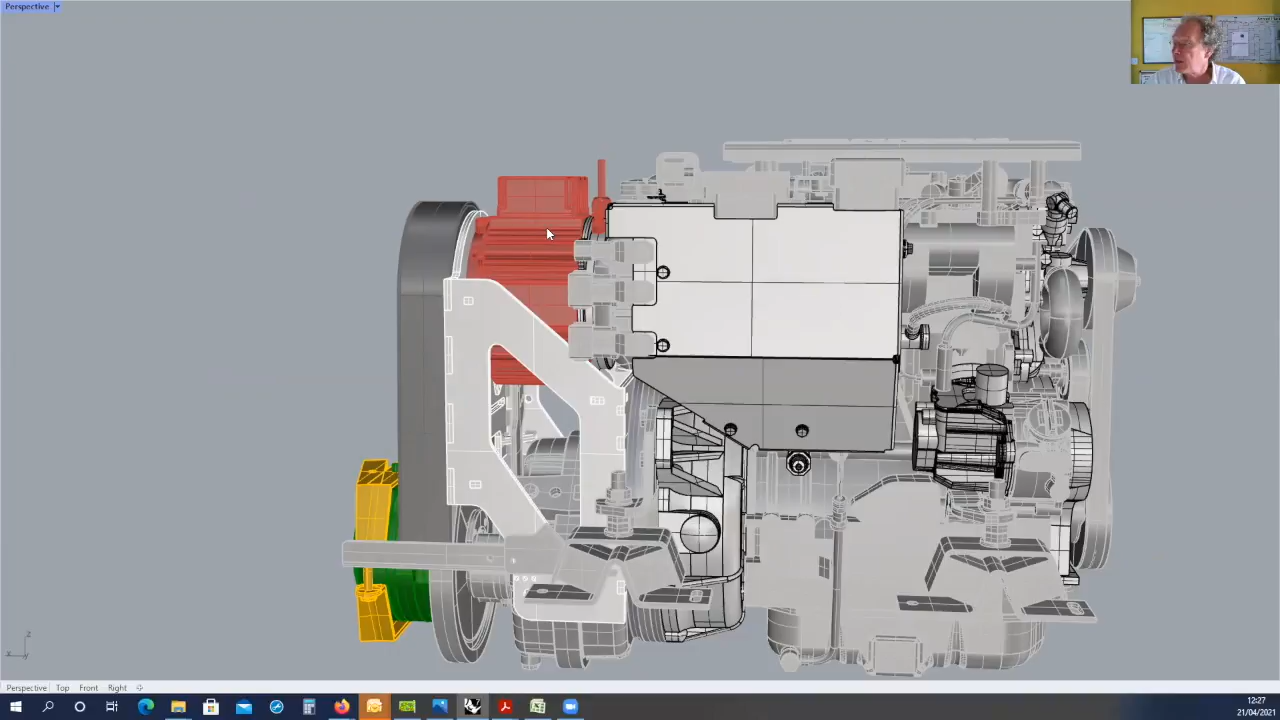 Perspective
z
x
y
Perspective Top Front Right
12:27
21/04/2021